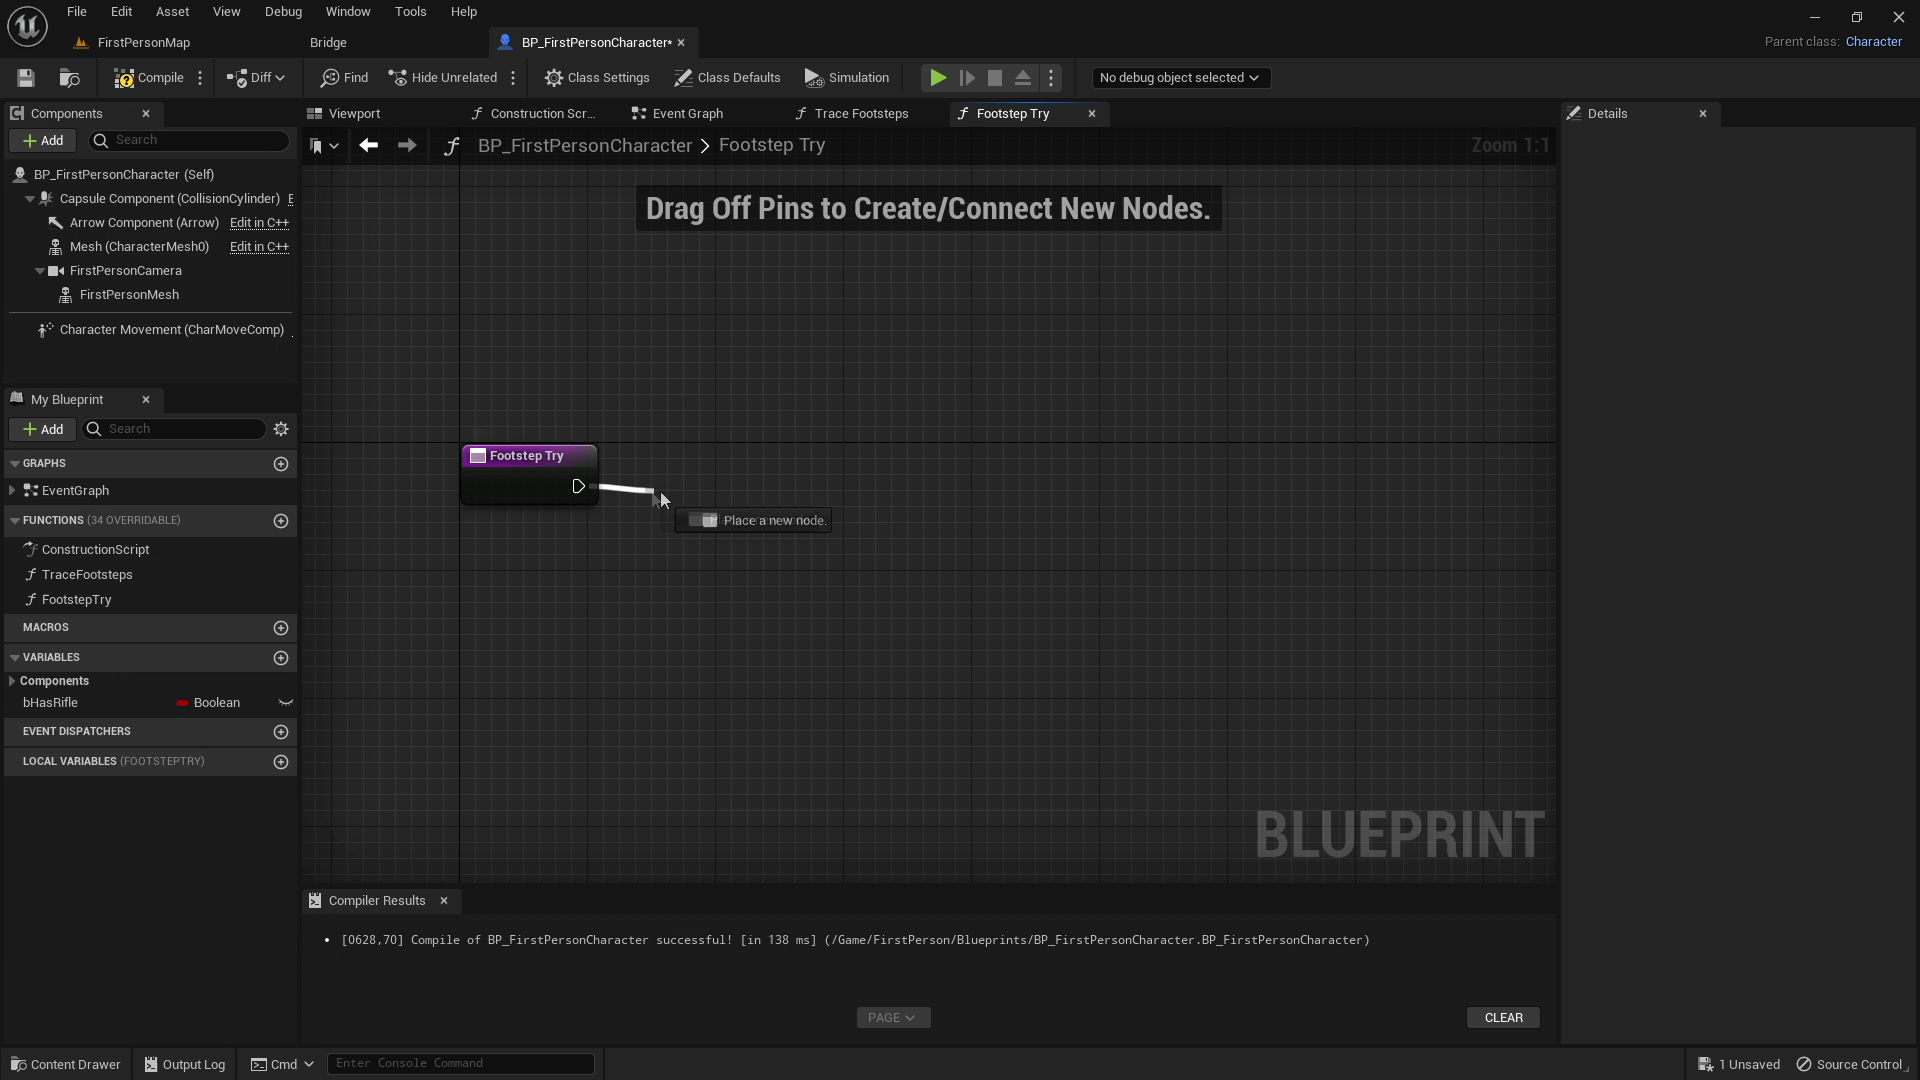 File Edit Asset View Debug Window Tools Help
FirstPersonMap Bridge BP_FirstPersonCharacter*
Parent class: Character
Compile Diff Find Hide Unrelated Class Settings Class Defaults Simulation No debug object selected
Components
Viewport Construction Scr... Event Graph Trace Footsteps Footstep Try
Details
Add Search
BP_FirstPersonCharacter > Footstep Try
Zoom 1:1
BP_FirstPersonCharacter (Self)
Capsule Component (CollisionCylinder) E
Arrow Component (Arrow) Edit in C++
Mesh (CharacterMesh0) Edit in C++
FirstPersonCamera
FirstPersonMesh
Character Movement (CharMoveComp)
Drag Off Pins to Create/Connect New Nodes.
My Blueprint
Add Search
GRAPHS
EventGraph
FUNCTIONS (34 OVERRIDABLE)
ConstructionScript
TraceFootsteps
FootstepTry
MACROS
VARIABLES
Components
bHasRifle Boolean
EVENT DISPATCHERS
LOCAL VARIABLES (FOOTSTEPTRY)
Footstep Try
Place a new node.
BLUEPRINT
Compiler Results
• [0628,70] Compile of BP_FirstPersonCharacter successful! [in 138 ms] (/Game/FirstPerson/Blueprints/BP_FirstPersonCharacter.BP_FirstPersonCharacter)
PAGE
CLEAR
Content Drawer Output Log Cmd Enter Console Command
1 Unsaved Source Control